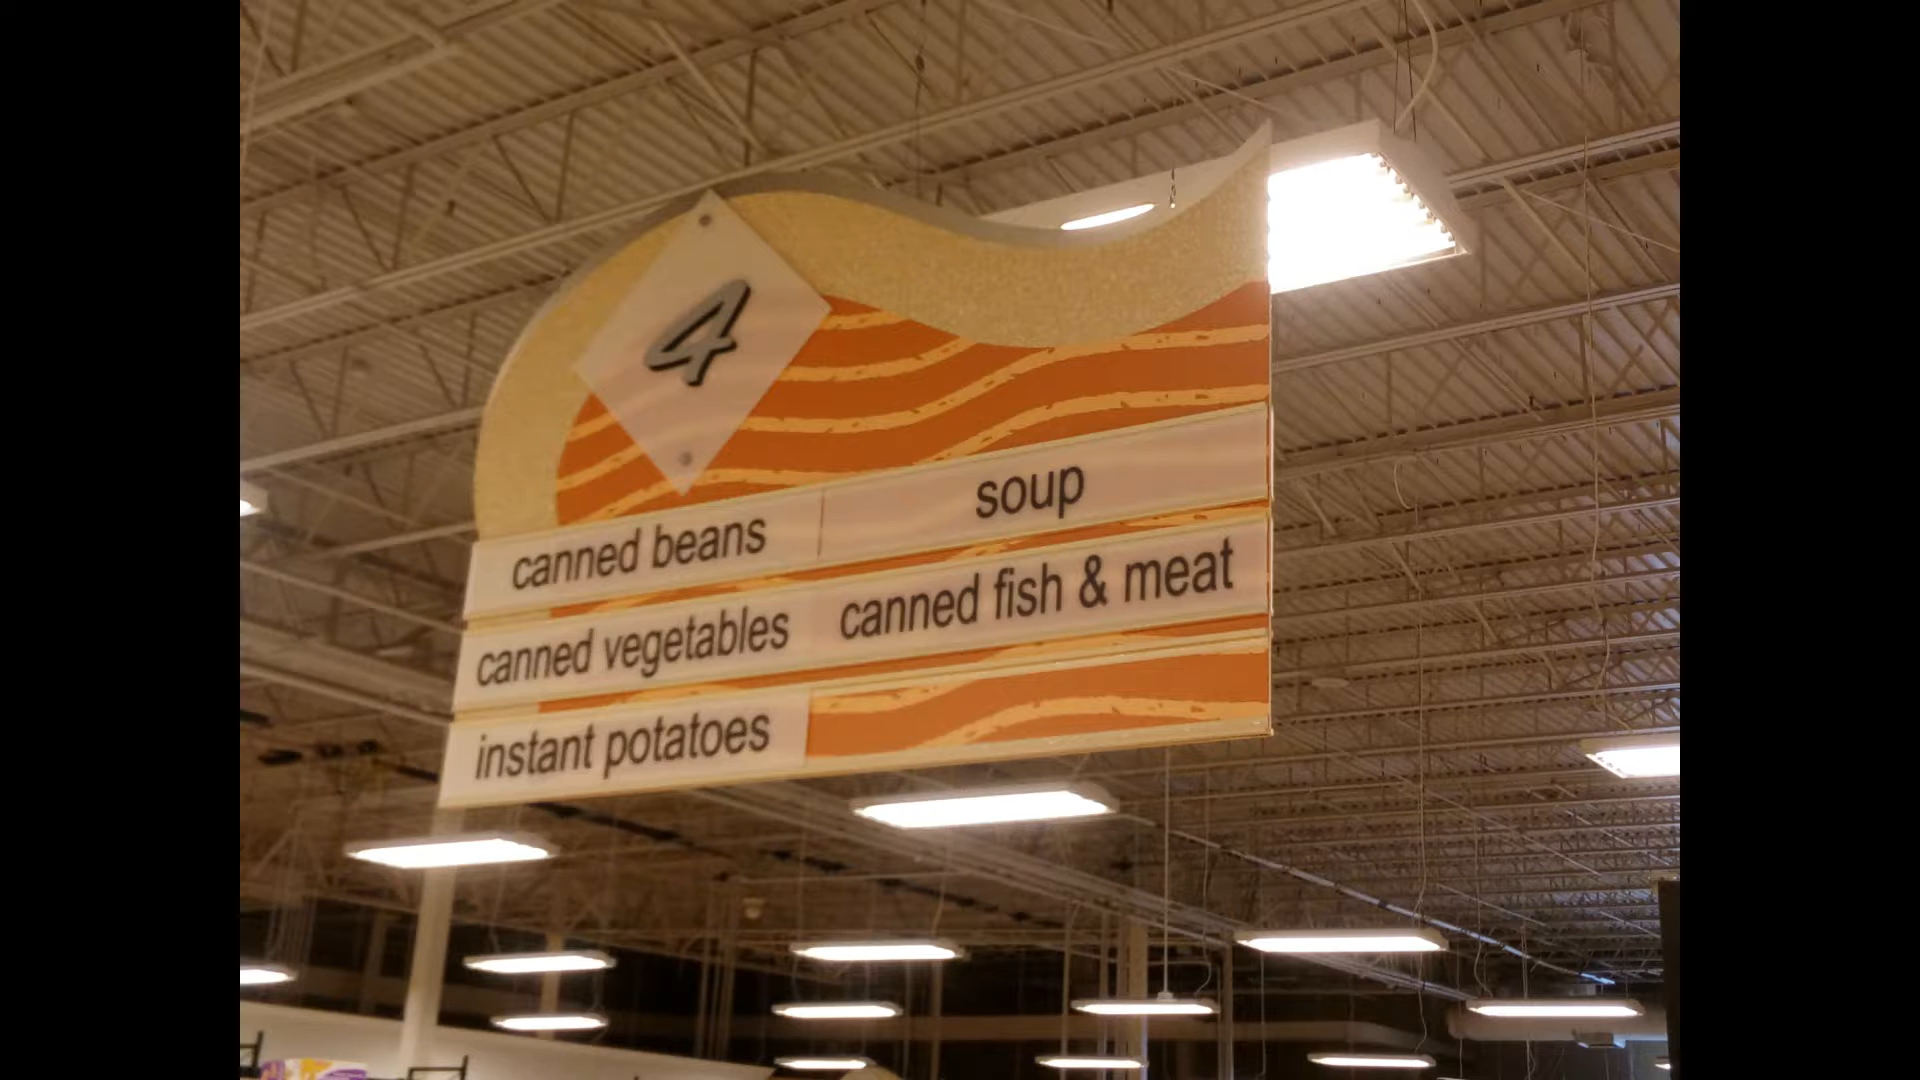 4
canned beans
soup
canned vegetables
canned fish & meat
instant potatoes